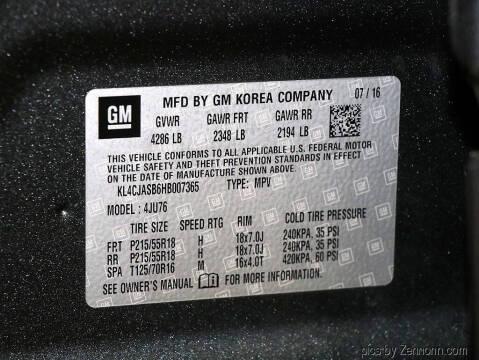 GM MFD BY GM KOREA COMPANY 07 / 16
GVWR GAWR FRT GAWR RR
4286 LB 2348 LB 2194 LB
THIS VEHICLE CONFORMS TO ALL APPLICABLE U.S. FEDERAL MOTOR
VEHICLE SAFETY, BUMPER, AND THEFT PREVENTION STANDARDS IN
EFFECT ON THE DATE OF MANUFACTURE SHOWN ABOVE.
KL4CJASB6HB007365 TYPE: MPV
MODEL: 4JU76
TIRE SIZE SPEED RTG RIM COLD TIRE PRESSURE
FRT P215/55R18 H 18x7.0J 240KPA, 35 PSI
RR P215/55R18 H 18x7.0J 240KPA, 35 PSI
SPA T125/70R16 M 16x4.0T 420KPA, 60 PSI
SEE OWNER'S MANUAL FOR MORE INFORMATION.
pics by Zennorm.com